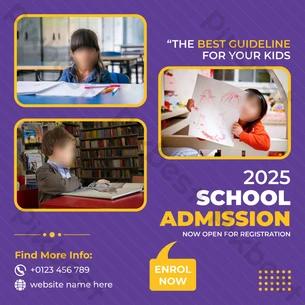 "THE BEST GUIDELINE
FOR YOUR KIDS
2025
SCHOOL
ADMISSION
NOW OPEN FOR REGISTRATION
Find More Info:
+0123 456 789
website name here
ENROL
NOW